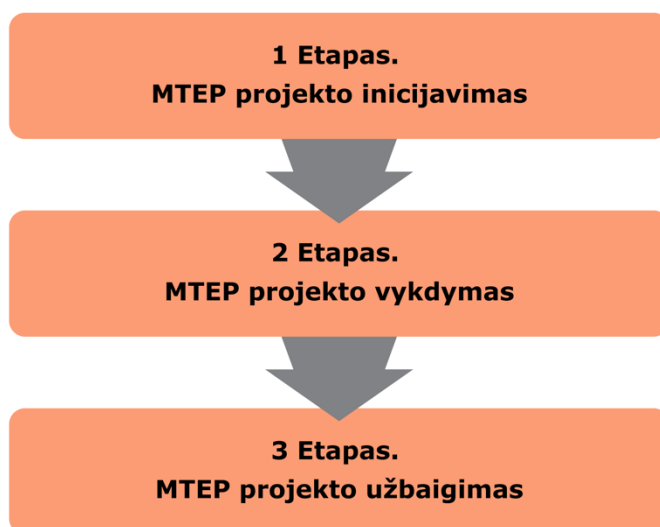 1 Etapas.
MTEP projekto inicijavimas
2 Etapas.
MTEP projekto vykdymas
3 Etapas.
MTEP projekto užbaigimas